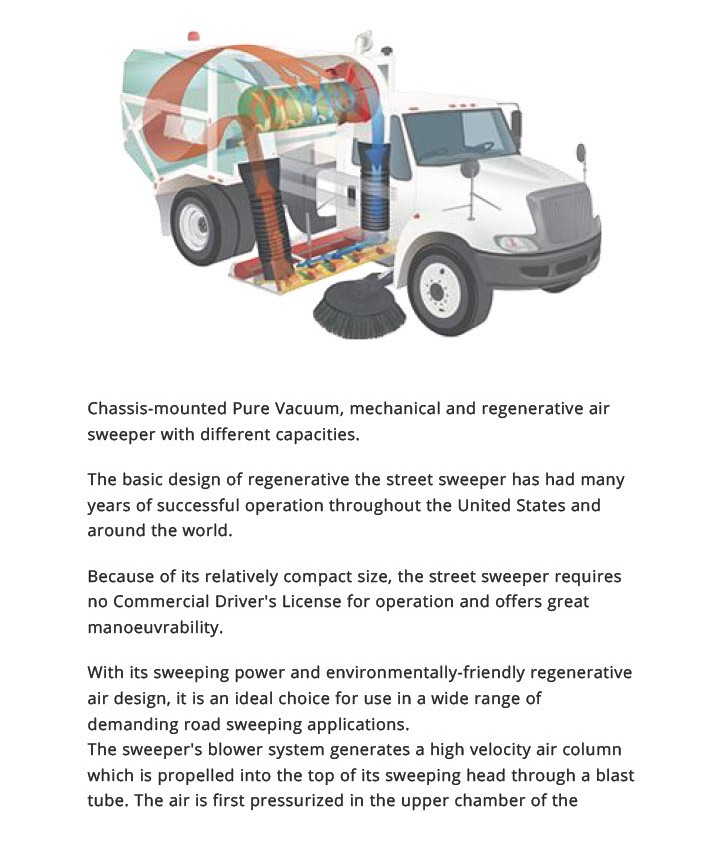 Chassis-mounted Pure Vacuum, mechanical and regenerative air
sweeper with different capacities.
The basic design of regenerative the street sweeper has had many
years of successful operation throughout the United States and
around the world.
Because of its relatively compact size, the street sweeper requires
no Commercial Driver's License for operation and offers great
manoeuvrability.
With its sweeping power and environmentally-friendly regenerative
air design, it is an ideal choice for use in a wide range of
demanding road sweeping applications.
The sweeper's blower system generates a high velocity air column
which is propelled into the top of its sweeping head through a blast
tube. The air is first pressurized in the upper chamber of the